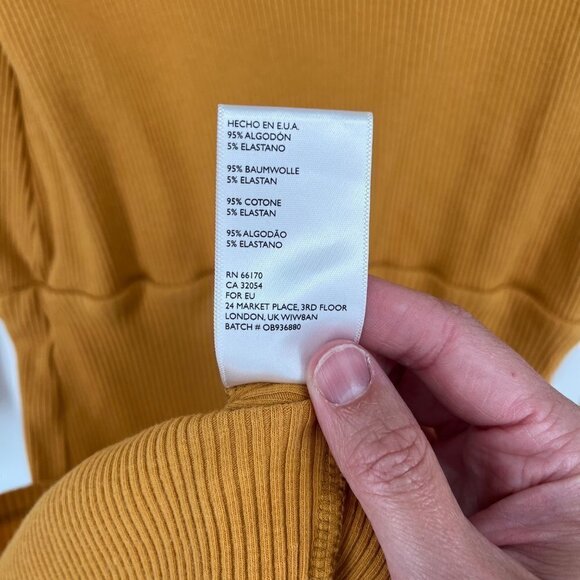 HECHO EN E.U.A.
95% ALGODÓN
5% ELASTANO
95% BAUMWOLLE
5% ELASTAN
95% COTONE
5% ELASTAN
95% ALGODÃO
5% ELASTANO
RN 66170
CA 32054
FOR EU
24 MARKET PLACE, 3RD FLOOR
LONDON, UK WIWBAN
BATCH # OB936880